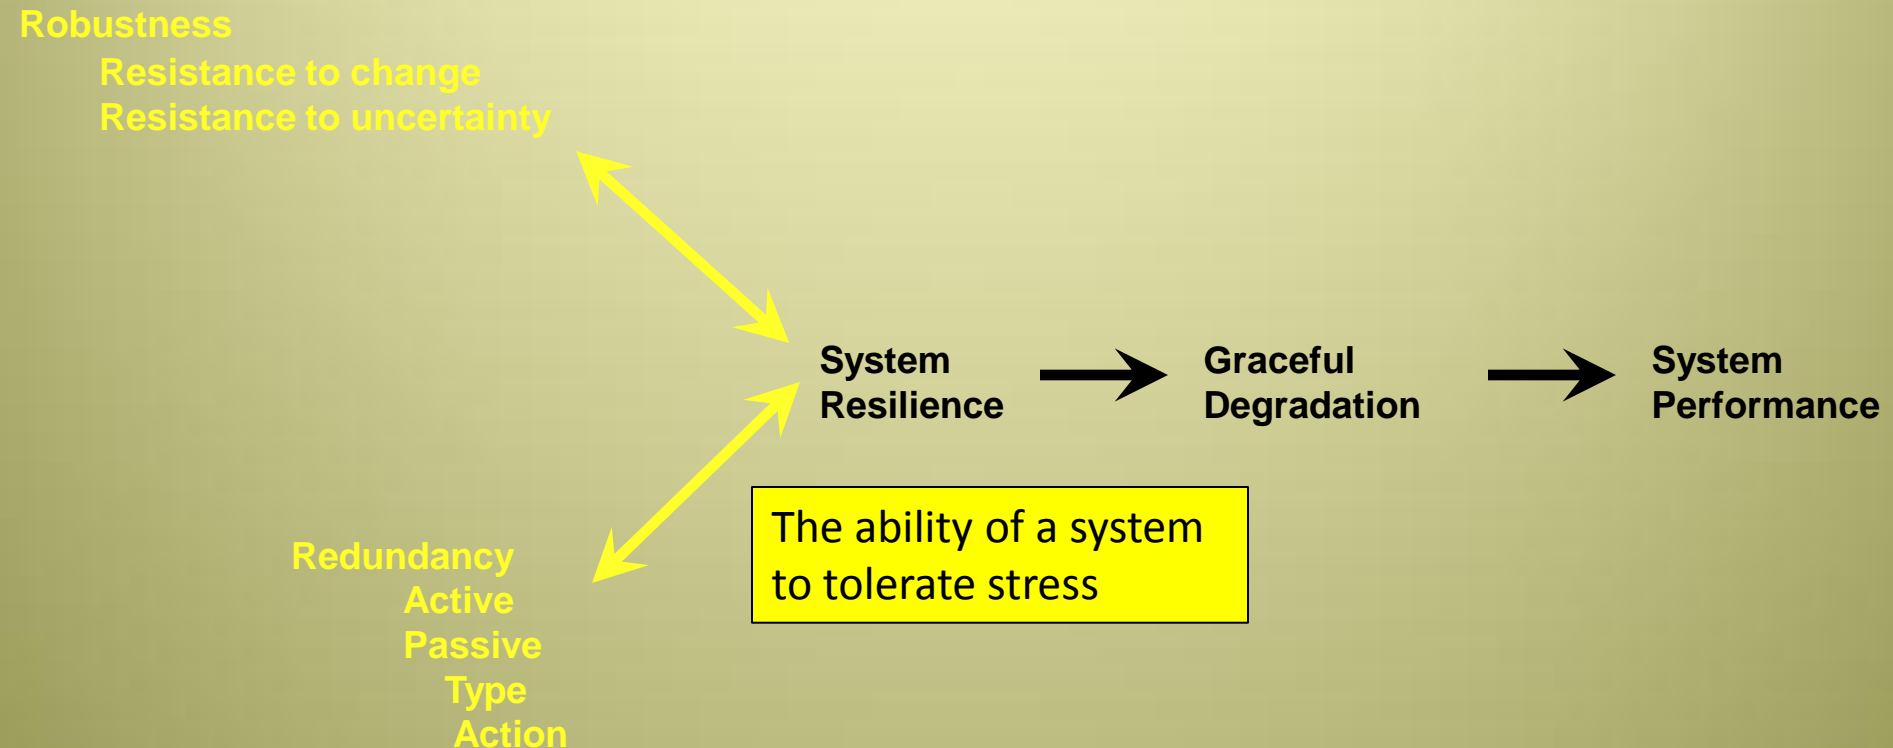 Robustness
Resistance to change
Resistance to uncertainty
System
Resilience
Graceful
Degradation
System
Performance
The ability of a system
to tolerate stress
Redundancy
Active
Passive
Type
Action